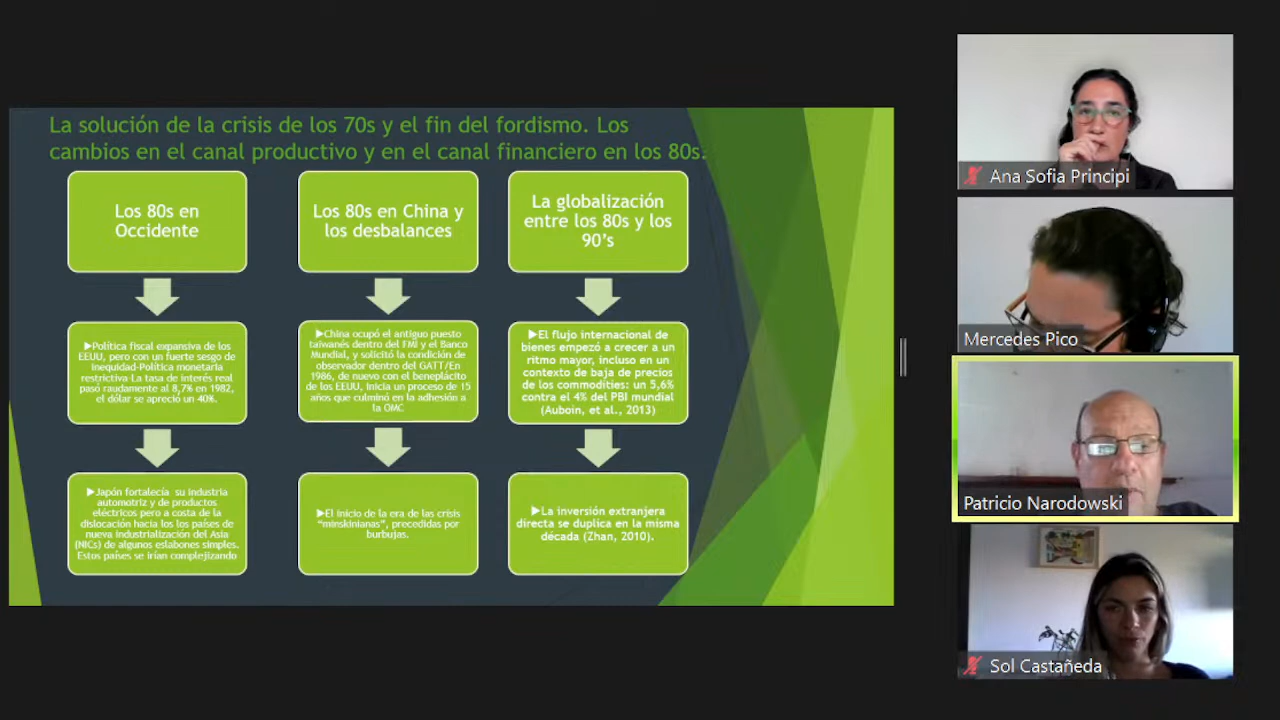 La solución de la crisis de los 70s y el fin del fordismo. Los
cambios en el canal productivo y en el canal financiero en los 80s.
Los 80s en
Occidente
▶Política fiscal expansiva de los
EEUU, pero con un fuerte sesgo de
inequidad-Política monetaria
restrictiva-La tasa de interés real
pasó raudamente al 8,7% en 1982,
el dólar se apreció un 40%.
▶Japón fortalecía su industria
automotriz y de productos
eléctricos pero a costa de la
dislocación hacia los los países de
nueva industrialización del Asia
(NICs) de algunos eslabones simples.
Estos países se irían complejizando
Los 80s en China y
los desbalances
▶China ocupó el antiguo puesto
taiwanés dentro del FMI y el Banco
Mundial, y solicitó la condición de
observador dentro del GATT/En
1986, de nuevo con el beneplácito
de los EEUU, inicia un proceso de 15
años que culminó en la adhesión a
la OMC
▶El inicio de la era de las crisis
“minskinianas”, precedidas por
burbujas.
La globalización
entre los 80s y los
90’s
▶El flujo internacional de
bienes empezó a crecer a un
ritmo mayor, incluso en un
contexto de baja de precios
de los commodities: un 5,6%
contra el 4% del PBI mundial
(Auboin, et al., 2013)
▶La inversión extranjera
directa se duplica en la misma
década (Zhan, 2010).
Ana Sofia Principi
Mercedes Pico
Patricio Narodowski
Sol Castañeda